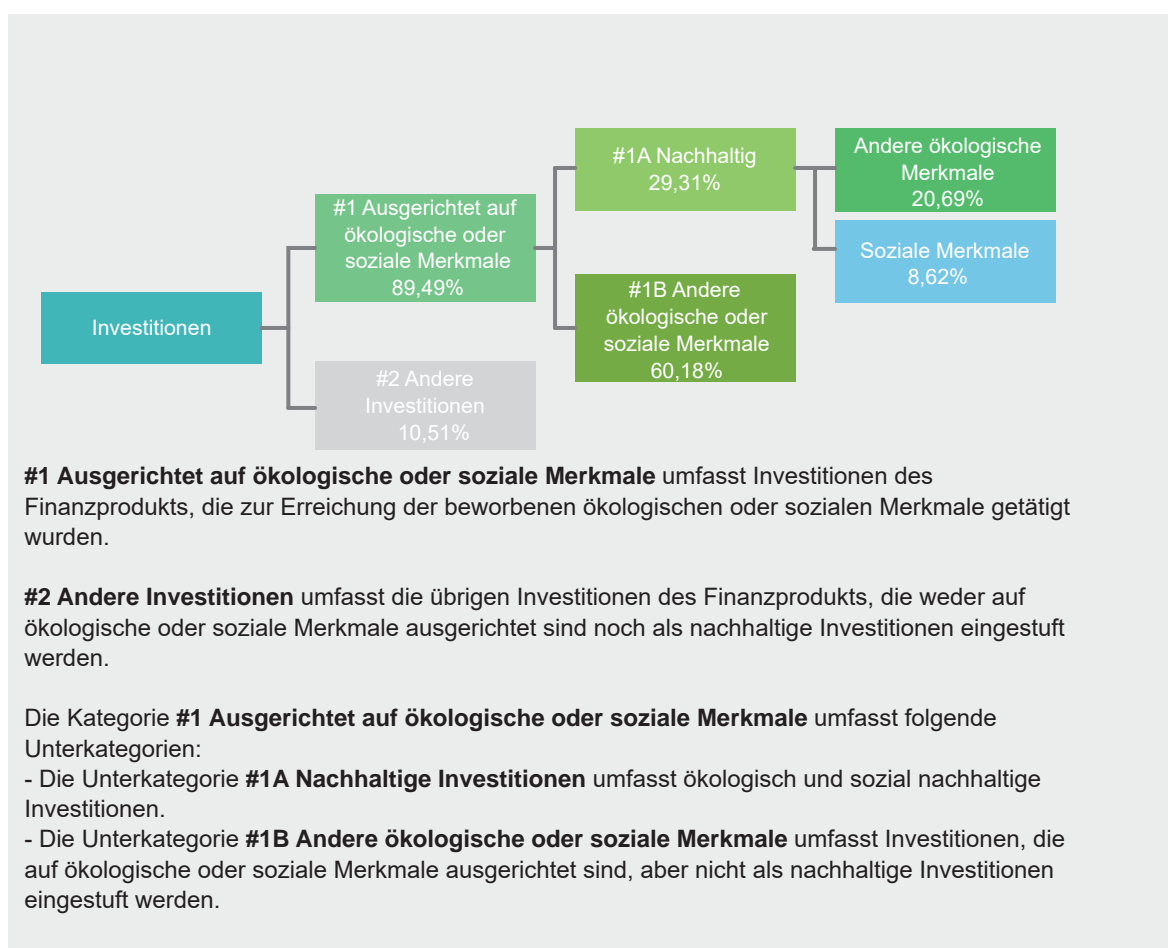 #1A Nachhaltig
29,31%
Andere ökologische
Merkmale
20,69%
#1 Ausgerichtet auf
ökologische oder
soziale Merkmale
89,49%
Soziale Merkmale
8,62%
#1B Andere
ökologische oder
soziale Merkmale
60,18%
Investitionen
#2 Andere
Investitionen
10,51%
#1 Ausgerichtet auf ökologische oder soziale Merkmale umfasst Investitionen des
Finanzprodukts, die zur Erreichung der beworbenen ökologischen oder sozialen Merkmale getätigt
wurden.
#2 Andere Investitionen umfasst die übrigen Investitionen des Finanzprodukts, die weder auf
ökologische oder soziale Merkmale ausgerichtet sind noch als nachhaltige Investitionen eingestuft
werden.
Die Kategorie #1 Ausgerichtet auf ökologische oder soziale Merkmale umfasst folgende
Unterkategorien:
- Die Unterkategorie #1A Nachhaltige Investitionen umfasst ökologisch und sozial nachhaltige
Investitionen.
- Die Unterkategorie #1B Andere ökologische oder soziale Merkmale umfasst Investitionen, die
auf ökologische oder soziale Merkmale ausgerichtet sind, aber nicht als nachhaltige Investitionen
eingestuft werden.